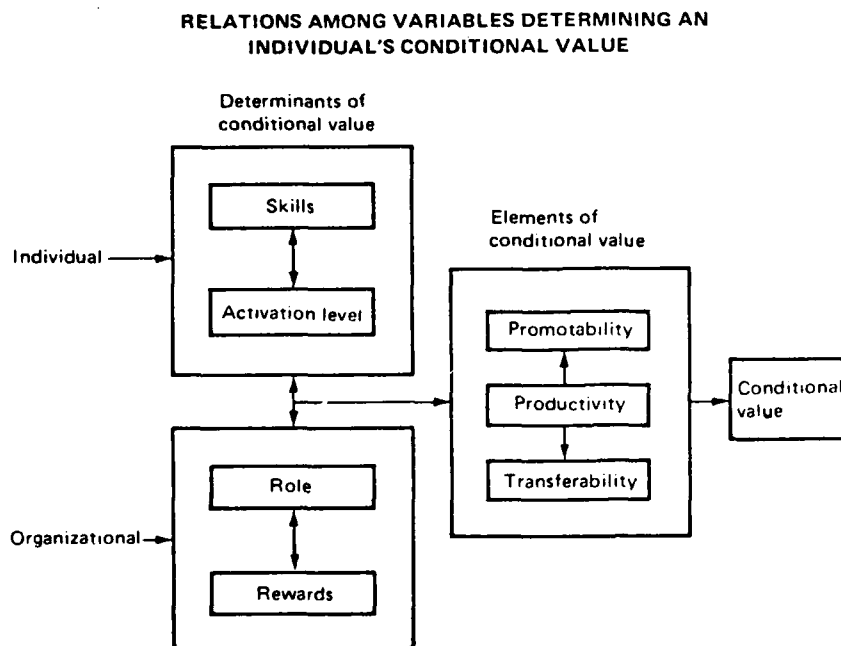 RELATIONS AMONG VARIABLES DETERMINING AN
INDIVIDUAL'S CONDITIONAL VALUE
Determinants of
conditional value
Skills
Individual
Activation level
Elements of
conditional value
Promotability
Productivity
Transferability
Conditional
value
Role
Organizational
Rewards